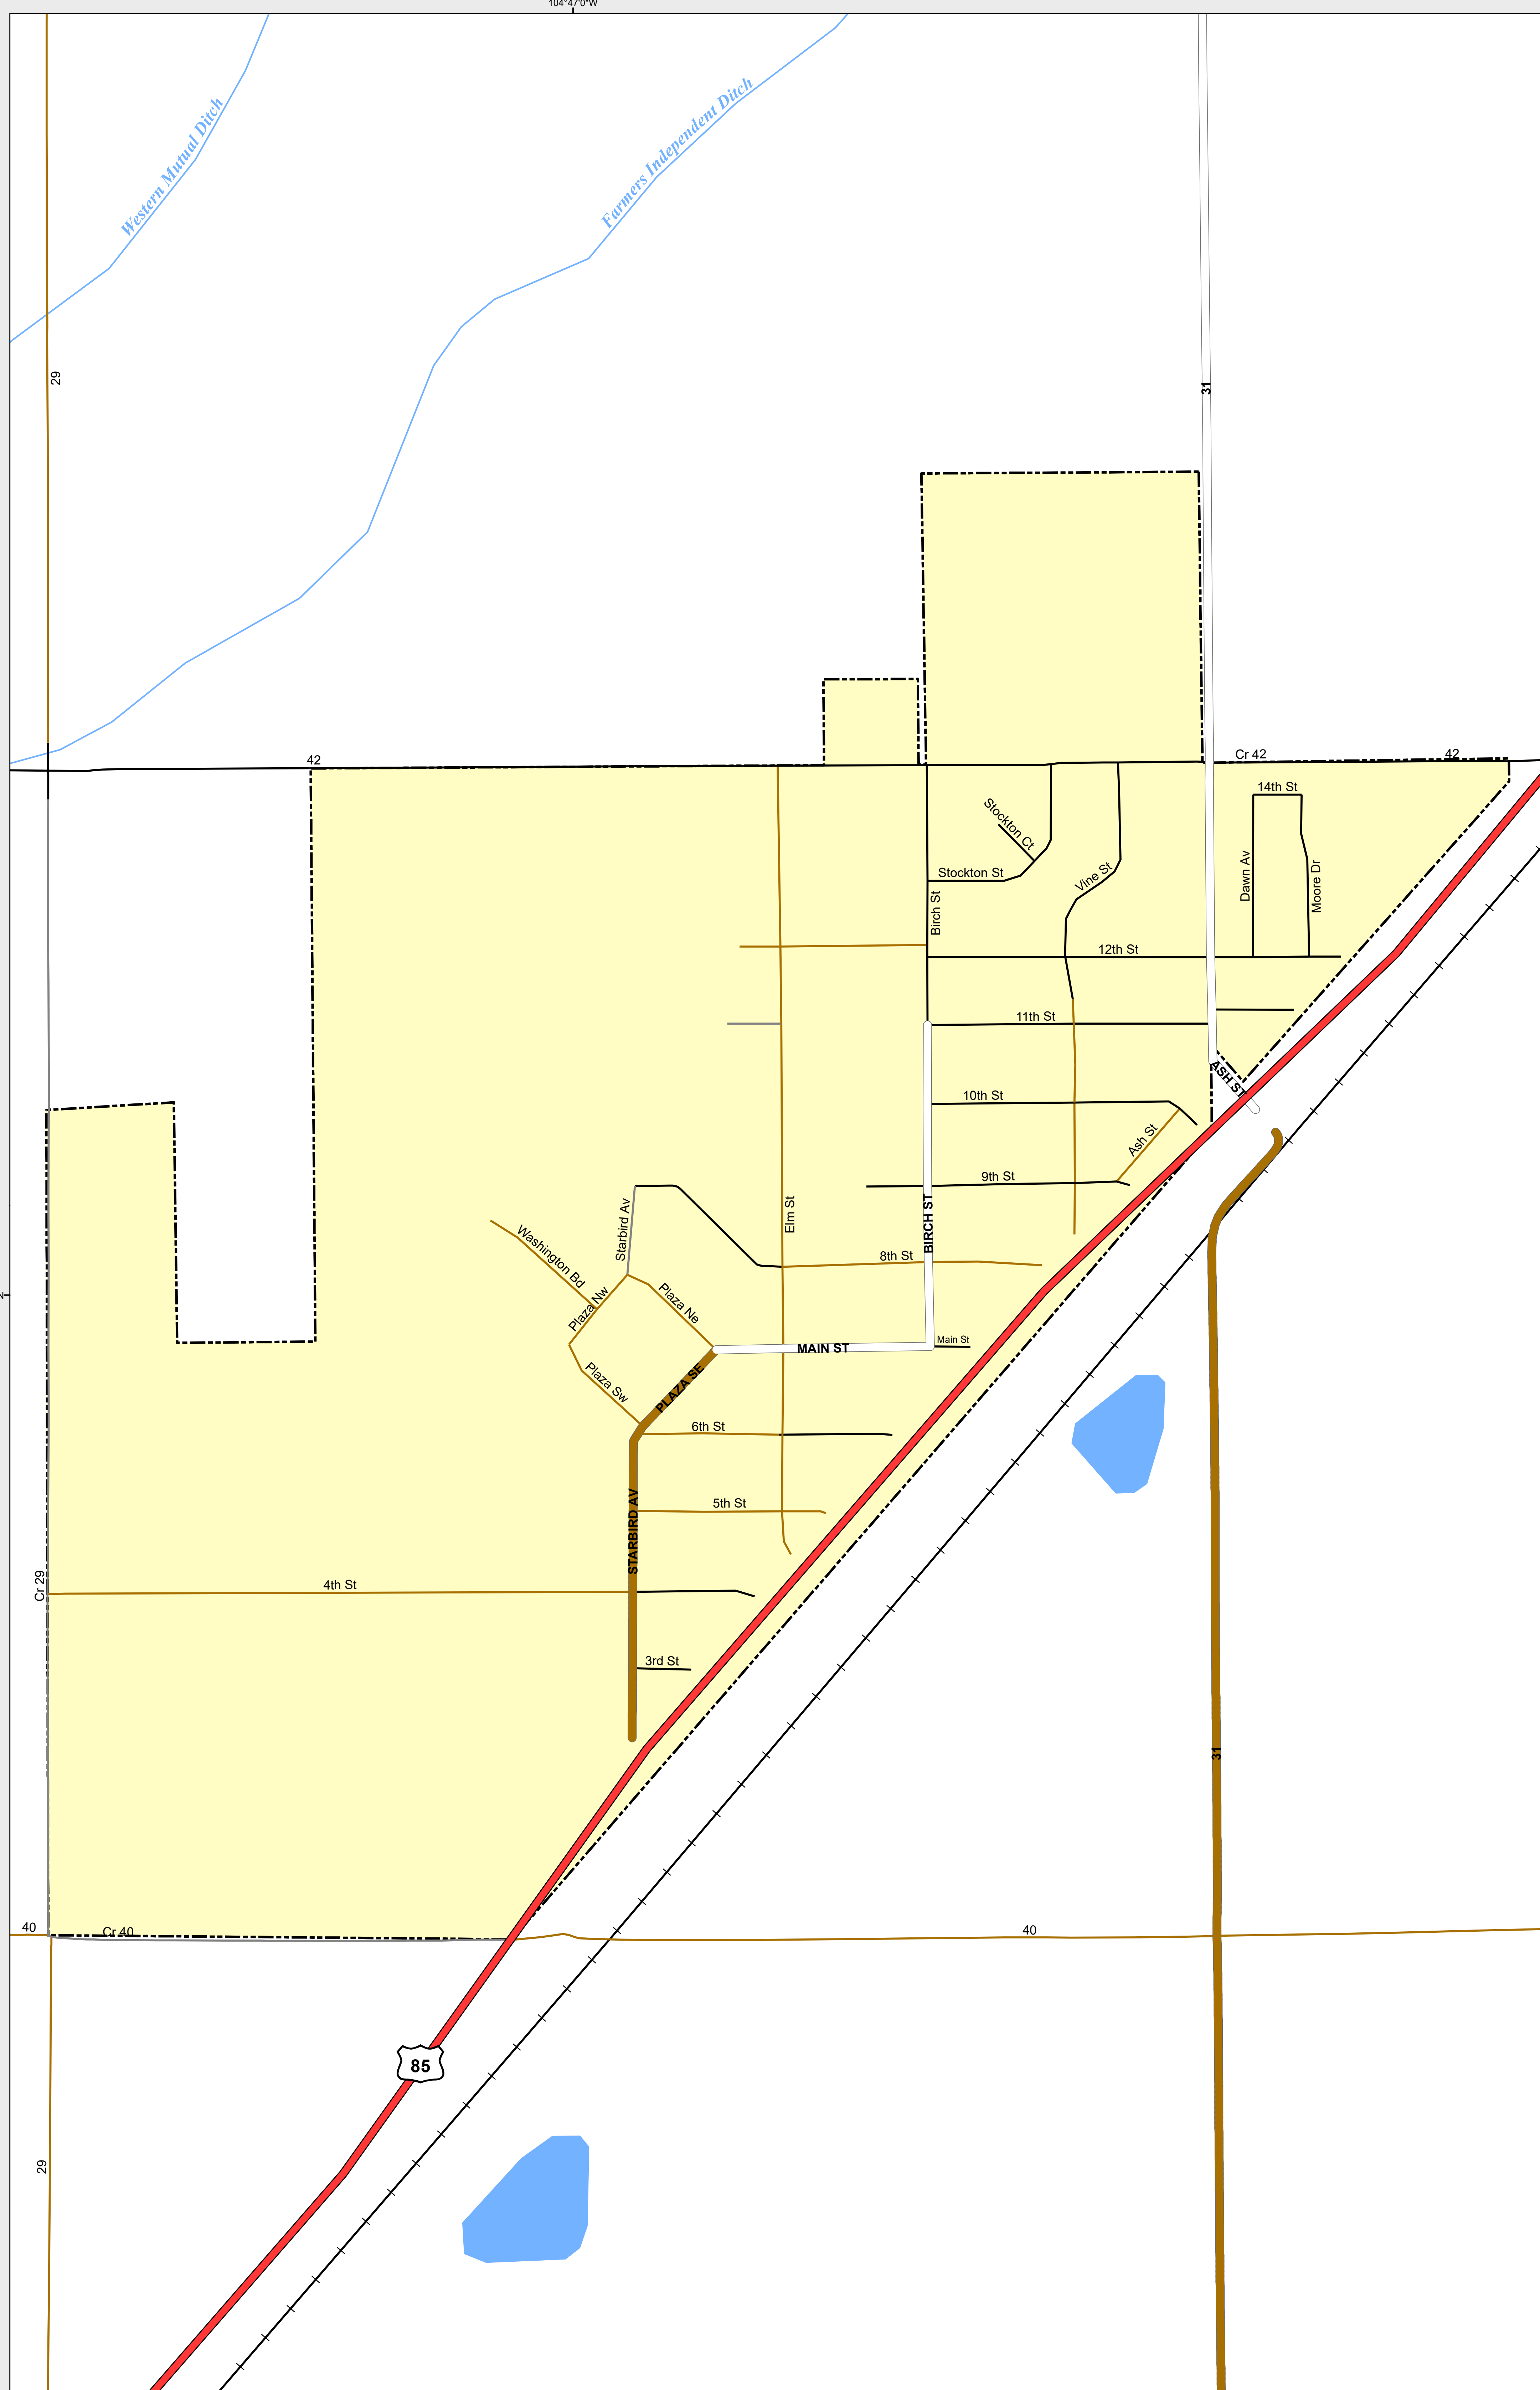 104°47'0"W
Western Mutual Ditch
Farmers Independent Ditch
29
31
42
Cr 42
42
14th St
Stockton Ct
Stockton St
Vine St
Dawn Av
Moore Dr
Birch St
12th St
11th St
ASH ST
10th St
Ash St
9th St
BIRCH ST
Elm St
Starbird Av
Washington Bd
8th St
Plaza Nw
Plaza Ne
Main St
MAIN ST
Plaza Sw
PLAZA SE
6th St
5th St
STARBIRD AV
Cr 29
4th St
3rd St
31
40
Cr 40
40
85
29